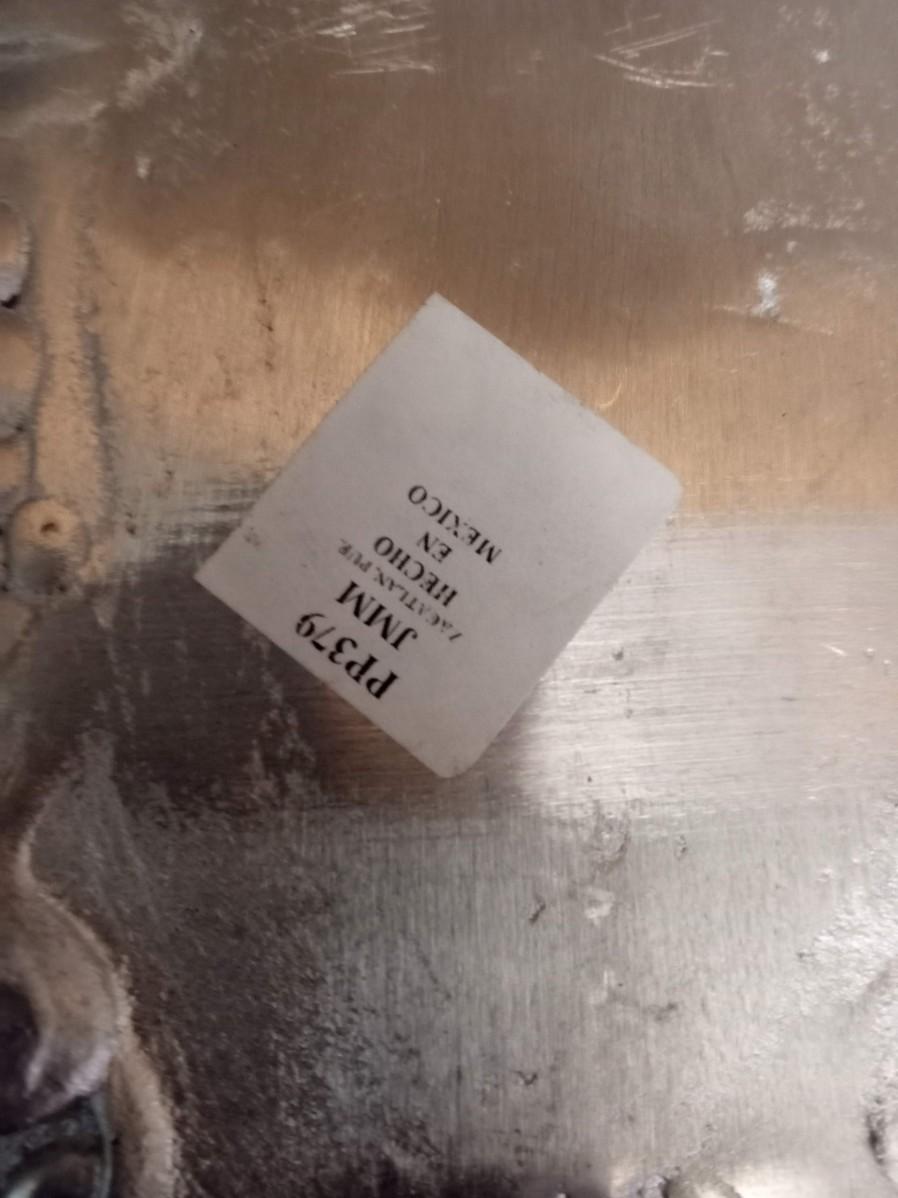 PP379
JMM
ZACATLAN, PUE.
HECHO
EN
MEXICO